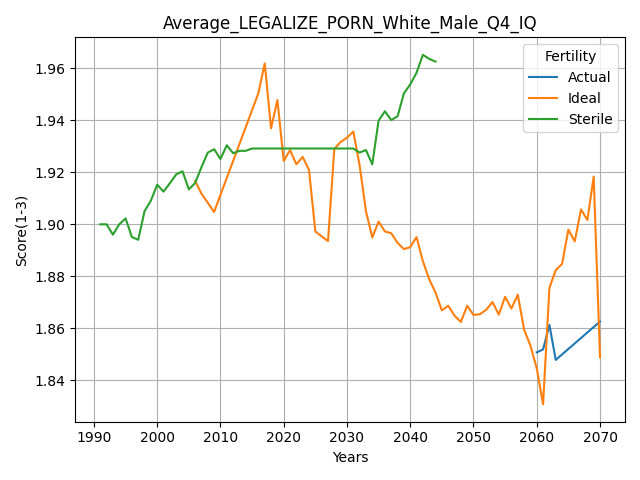 Average_LEGALIZE_PORN_White_Male_Q4_IQ
Fertility
Actual
Ideal
Sterile
Score(1-3)
1.96
1.94
1.92
1.90
1.88
1.86
1.84
1990 2000 2010 2020 2030 2040 2050 2060 2070
Years